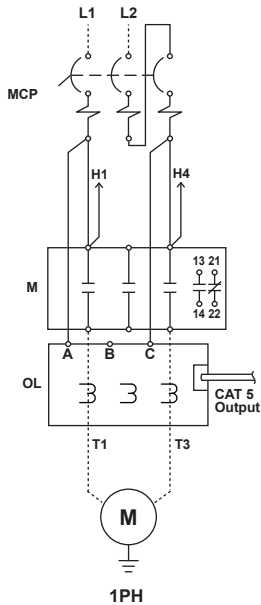 L1 L2
MCP
H1 H4
13 21
M
14 22
A B C
OL
CAT 5
Output
T1 T3
M
1PH